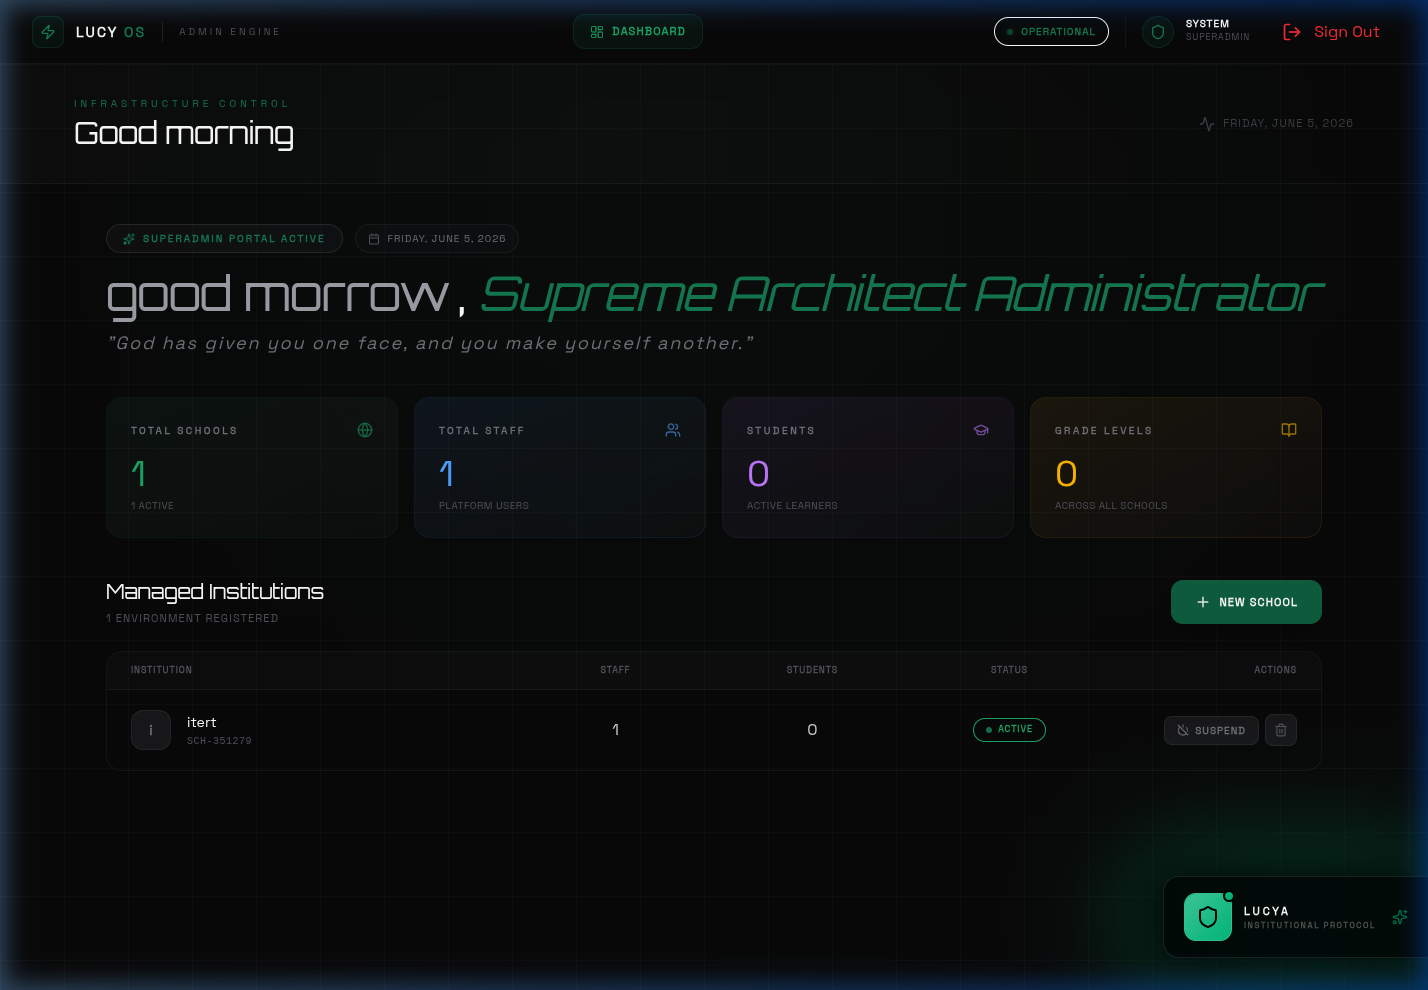 LUCY OS ADMIN ENGINE DASHBOARD OPERATIONAL SYSTEM Sign Out
SUPERADMIN
INFRASTRUCTURE CONTROL
Good morning
FRIDAY, JUNE 5, 2026
SUPERADMIN PORTAL ACTIVE FRIDAY, JUNE 5, 2026
good morrow, Supreme Architect Administrator
"God has given you one face, and you make yourself another."
TOTAL SCHOOLS TOTAL STAFF STUDENTS GRADE LEVELS
1 1 0 0
1 ACTIVE PLATFORM USERS ACTIVE LEARNERS ACROSS ALL SCHOOLS
Managed Institutions
1 ENVIRONMENT REGISTERED
NEW SCHOOL
INSTITUTION STAFF STUDENTS STATUS ACTIONS
i itert 1 0 ACTIVE SUSPEND
SCH-351279
LUCYA
INSTITUTIONAL PROTOCOL